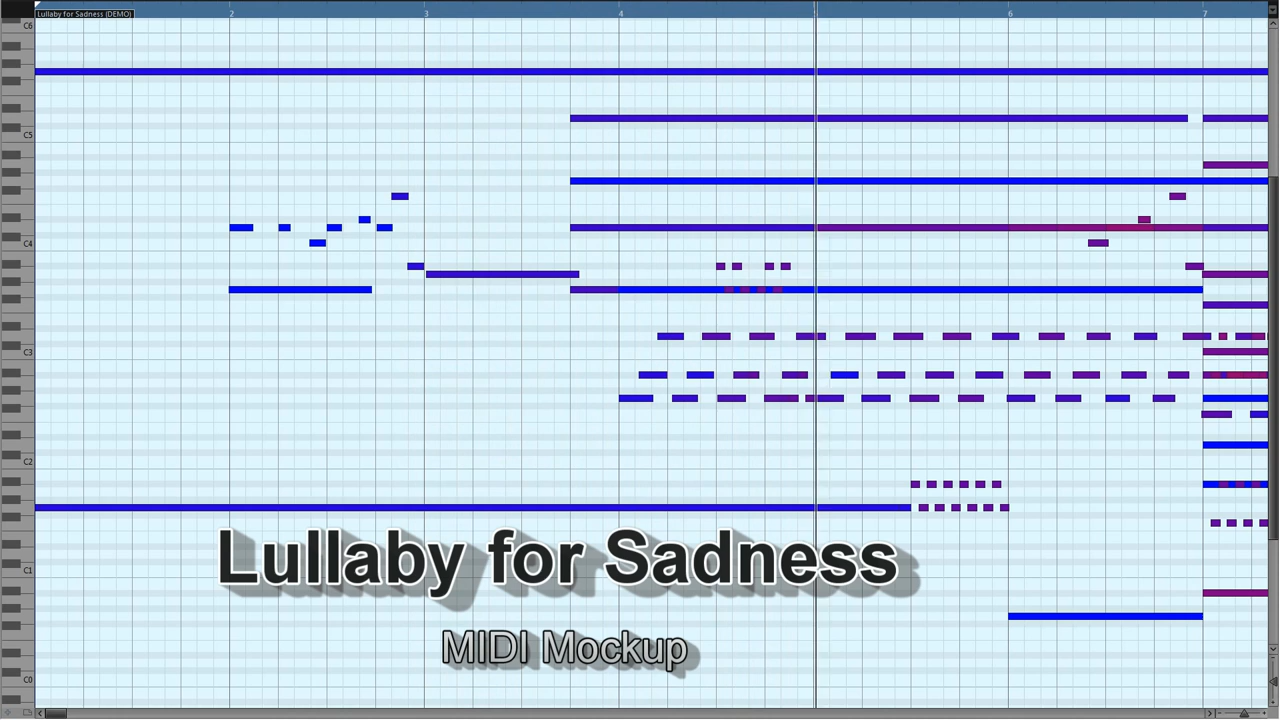 Lullaby for Sadness (DEMO)
2 3 4 6 7
C6
C5
C4
C3
C2
C1
C0
Lullaby for Sadness
MIDI Mockup